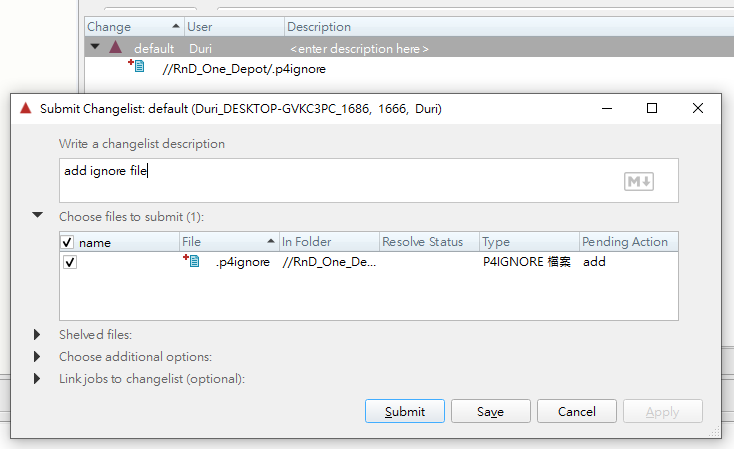 Change User Description
default Duri <enter description here>
//RnD_One_Depot/.p4ignore
Submit Changelist: default (Duri_DESKTOP-GVKC3PC_1686, 1666, Duri)
Write a changelist description
add ignore file
M
Choose files to submit (1):
name File In Folder Resolve Status Type Pending Action
.p4ignore //RnD_One_De... P4IGNORE 檔案 add
Shelved files:
Choose additional options:
Link jobs to changelist (optional):
Submit Save Cancel Apply